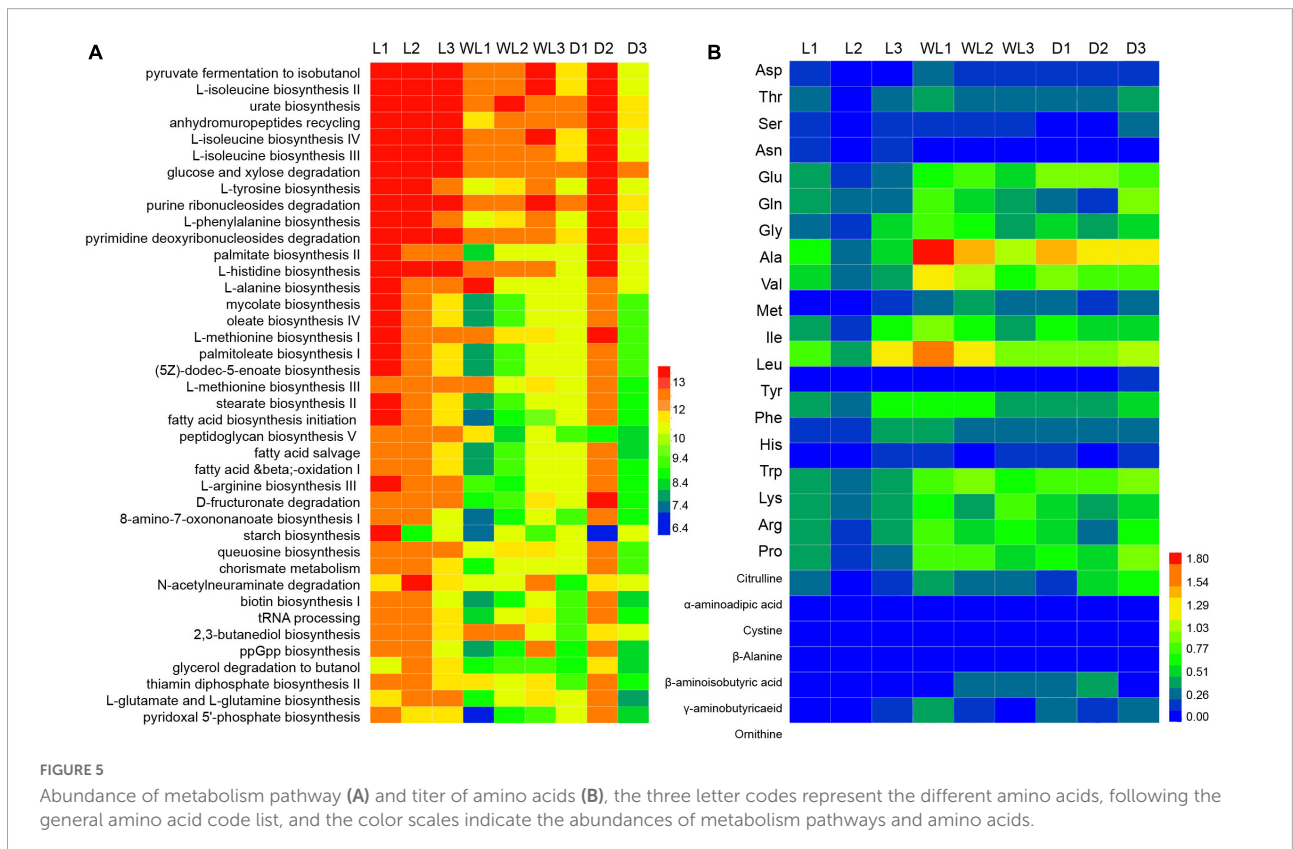 A
L1 L2 L3 WL1 WL2 WL3 D1 D2 D3
pyruvate fermentation to isobutanol
L-isoleucine biosynthesis II
urate biosynthesis
anhydromuropeptides recycling
L-isoleucine biosynthesis IV
L-isoleucine biosynthesis III
glucose and xylose degradation
L-tyrosine biosynthesis
purine ribonucleosides degradation
L-phenylalanine biosynthesis
pyrimidine deoxyribonucleosides degradation
palmitate biosynthesis II
L-histidine biosynthesis
L-alanine biosynthesis
mycolate biosynthesis
oleate biosynthesis IV
L-methionine biosynthesis I
palmitoleate biosynthesis I
(5Z)-dodec-5-enoate biosynthesis
L-methionine biosynthesis III
stearate biosynthesis II
fatty acid biosynthesis initiation
peptidoglycan biosynthesis V
fatty acid salvage
fatty acid &beta;-oxidation I
L-arginine biosynthesis III
D-fructuronate degradation
8-amino-7-oxononanoate biosynthesis I
starch biosynthesis
queuosine biosynthesis
chorismate metabolism
N-acetylneuraminate degradation
biotin biosynthesis I
tRNA processing
2,3-butanediol biosynthesis
ppGpp biosynthesis
glycerol degradation to butanol
thiamin diphosphate biosynthesis II
L-glutamate and L-glutamine biosynthesis
pyridoxal 5'-phosphate biosynthesis
13
12
10
9.4
8.4
7.4
6.4
B
L1 L2 L3 WL1 WL2 WL3 D1 D2 D3
Asp
Thr
Ser
Asn
Glu
Gln
Gly
Ala
Val
Met
Ile
Leu
Tyr
Phe
His
Trp
Lys
Arg
Pro
Citrulline
α-aminoadipic acid
Cystine
β-Alanine
β-aminoisobutyric acid
γ-aminobutyricaeid
Ornithine
1.80
1.54
1.29
1.03
0.77
0.51
0.26
0.00
FIGURE 5
Abundance of metabolism pathway (A) and titer of amino acids (B), the three letter codes represent the different amino acids, following the
general amino acid code list, and the color scales indicate the abundances of metabolism pathways and amino acids.